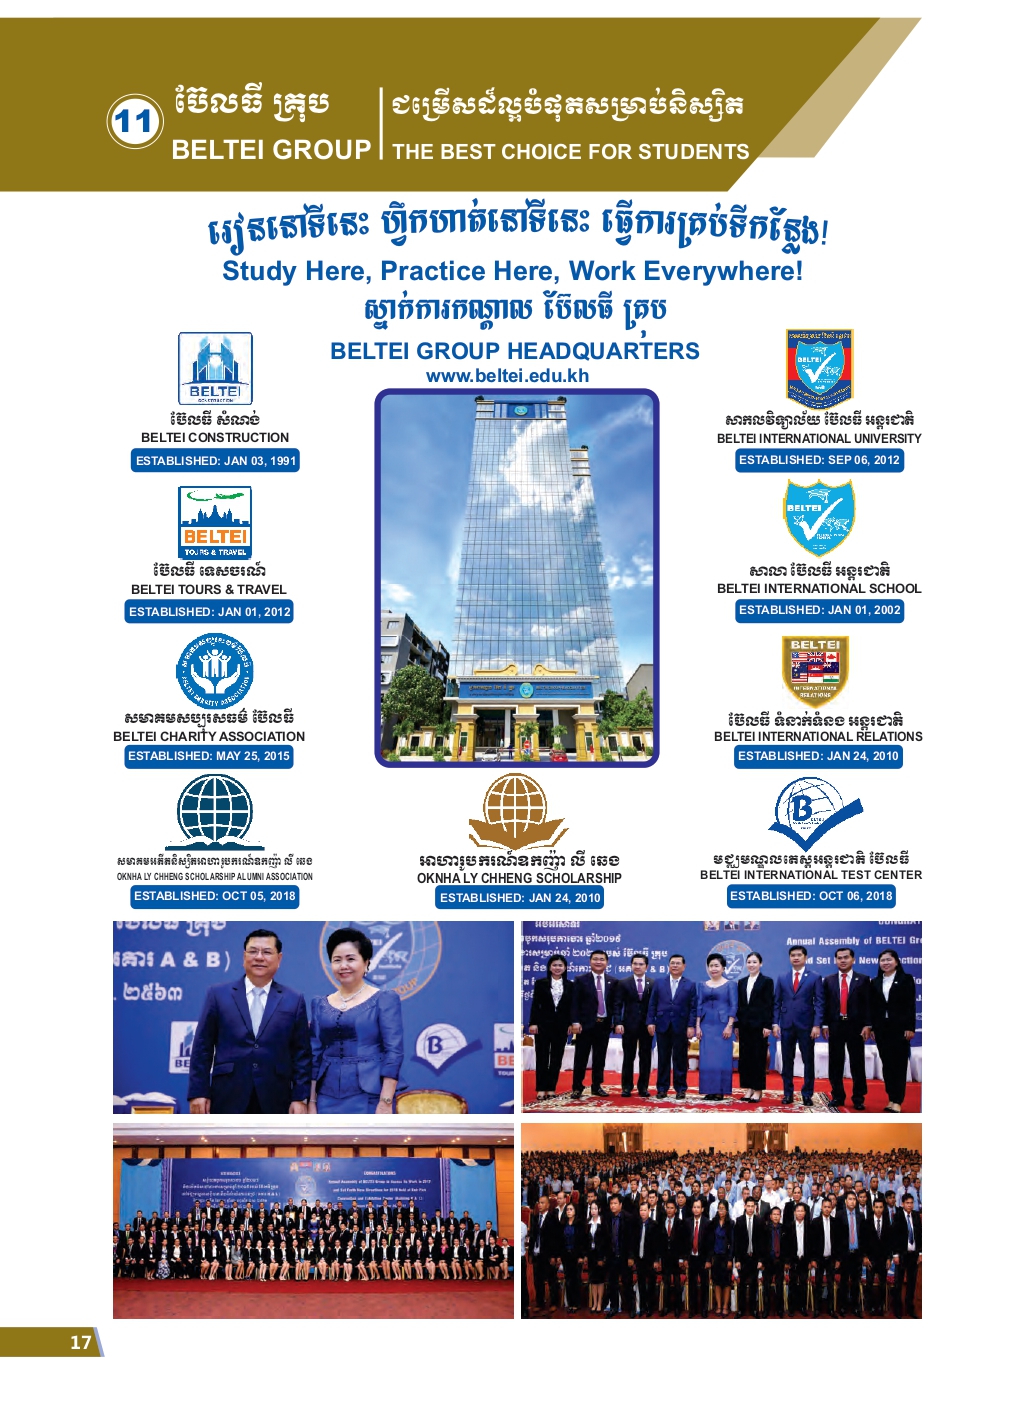 11
ប៊ែលធី គ្រុប
BELTEI GROUP
ជម្រើសដ៏ល្អបំផុតសម្រាប់និស្សិត
THE BEST CHOICE FOR STUDENTS
រៀននៅទីនេះ ហ្វឹកហាត់នៅទីនេះ ធ្វើការគ្រប់ទីកន្លែង!
Study Here, Practice Here, Work Everywhere!
ស្នាក់ការកណ្តាល ប៊ែលធី គ្រុប
BELTEI GROUP HEADQUARTERS
www.beltei.edu.kh
BELTEI
CONSTRUCTION
ប៊ែលធី សំណង់
BELTEI CONSTRUCTION
ESTABLISHED: JAN 03, 1991
BELTEI
TOURS & TRAVEL
ប៊ែលធី ទេសចរណ៍
BELTEI TOURS & TRAVEL
ESTABLISHED: JAN 01, 2012
BELTEI CHARITY ASSOCIATION
សមាគមសប្បុរសធម៌ ប៊ែលធី
BELTEI CHARITY ASSOCIATION
ESTABLISHED: MAY 25, 2015
សមាគមអតីតនិស្សិតអាហារូបករណ៍ឧកញ៉ា លី ឆេង
OKNHA LY CHHENG SCHOLARSHIP ALUMNI ASSOCIATION
ESTABLISHED: OCT 05, 2018
អាហារូបករណ៍ឧកញ៉ា លី ឆេង
OKNHA LY CHHENG SCHOLARSHIP
ESTABLISHED: JAN 24, 2010
BELTEI
សាកលវិទ្យាល័យ ប៊ែលធី អន្តរជាតិ
BELTEI INTERNATIONAL UNIVERSITY
ESTABLISHED: SEP 06, 2012
BELTEI
សាលា ប៊ែលធី អន្តរជាតិ
BELTEI INTERNATIONAL SCHOOL
ESTABLISHED: JAN 01, 2002
BELTEI
INTERNATIONAL
RELATIONS
ប៊ែលធី ទំនាក់ទំនង អន្តរជាតិ
BELTEI INTERNATIONAL RELATIONS
ESTABLISHED: JAN 24, 2010
B
មជ្ឈមណ្ឌលតេស្តអន្តរជាតិ ប៊ែលធី
BELTEI INTERNATIONAL TEST CENTER
ESTABLISHED: OCT 06, 2018
ប៊ែលធី គ្រុប
អគារ A & B)
. ២៥៦៣
B
Annual Assembly of BELTEI Gr
17